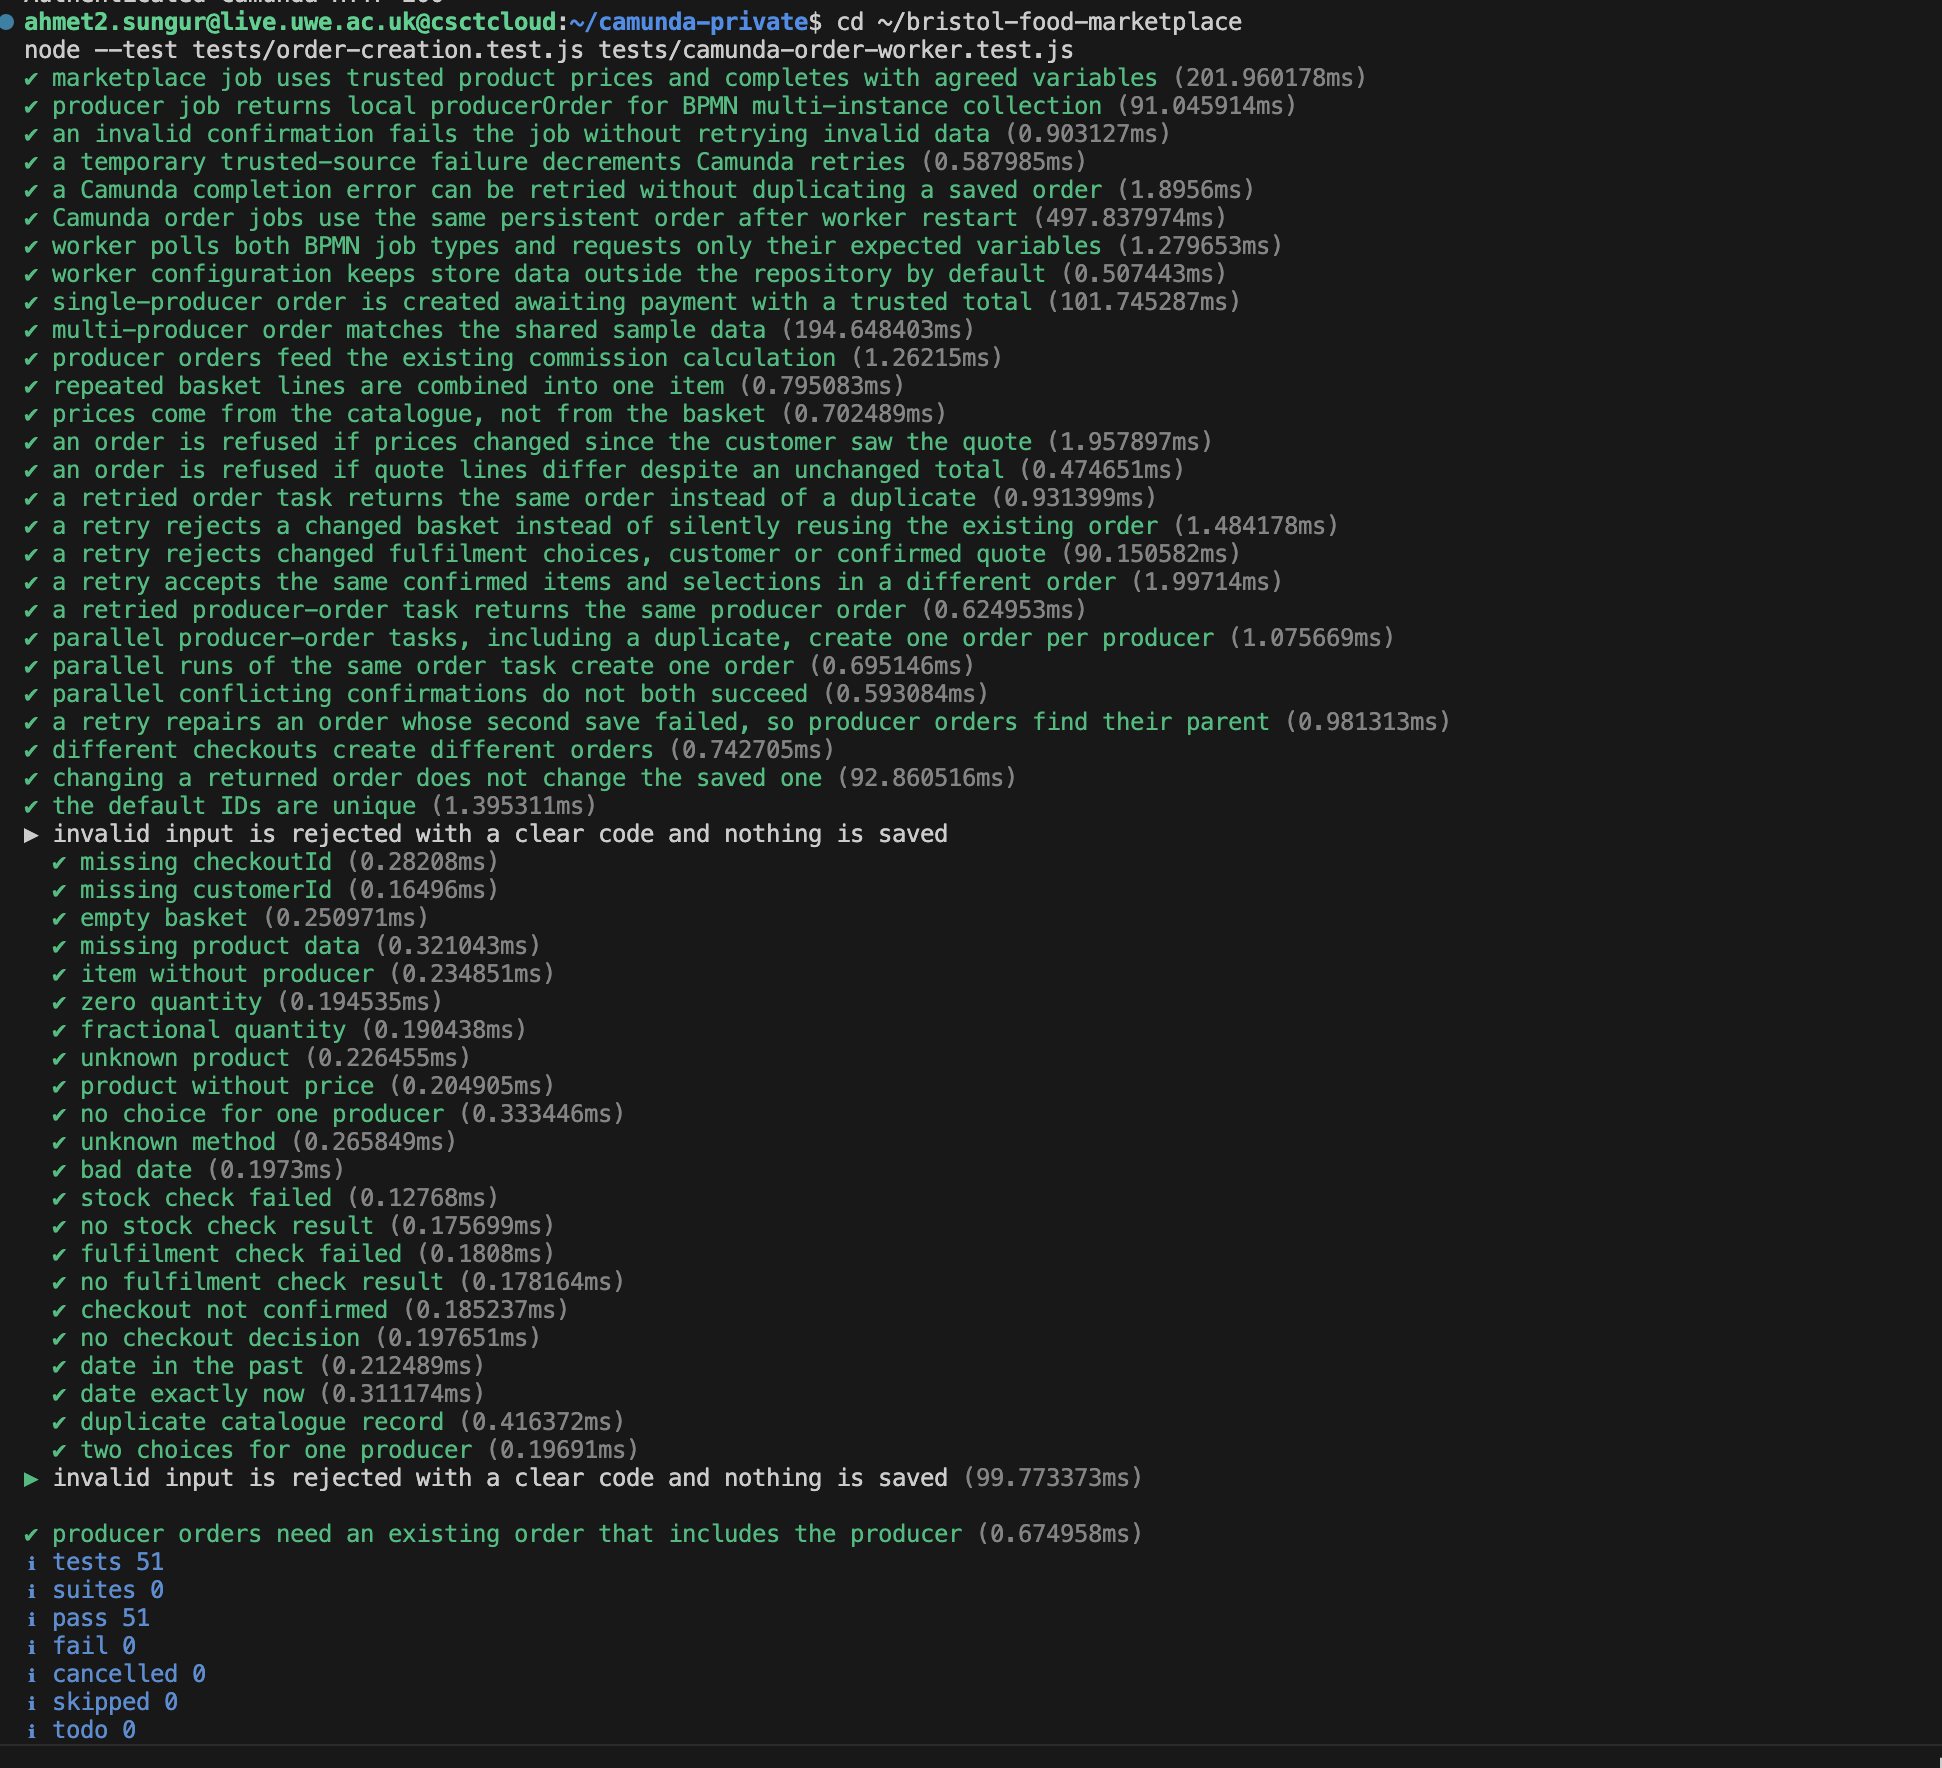 ahmet2.sungur@live.uwe.ac.uk@csctcloud:~/camunda-private$ cd ~/bristol-food-marketplace
node --test tests/order-creation.test.js tests/camunda-order-worker.test.js
✔ marketplace job uses trusted product prices and completes with agreed variables (201.960178ms)
✔ producer job returns local producerOrder for BPMN multi-instance collection (91.045914ms)
✔ an invalid confirmation fails the job without retrying invalid data (0.903127ms)
✔ a temporary trusted-source failure decrements Camunda retries (0.587985ms)
✔ a Camunda completion error can be retried without duplicating a saved order (1.8956ms)
✔ Camunda order jobs use the same persistent order after worker restart (497.837974ms)
✔ worker polls both BPMN job types and requests only their expected variables (1.279653ms)
✔ worker configuration keeps store data outside the repository by default (0.507443ms)
✔ single-producer order is created awaiting payment with a trusted total (101.745287ms)
✔ multi-producer order matches the shared sample data (194.648403ms)
✔ producer orders feed the existing commission calculation (1.26215ms)
✔ repeated basket lines are combined into one item (0.795083ms)
✔ prices come from the catalogue, not from the basket (0.702489ms)
✔ an order is refused if prices changed since the customer saw the quote (1.957897ms)
✔ an order is refused if quote lines differ despite an unchanged total (0.474651ms)
✔ a retried order task returns the same order instead of a duplicate (0.931399ms)
✔ a retry rejects a changed basket instead of silently reusing the existing order (1.484178ms)
✔ a retry rejects changed fulfilment choices, customer or confirmed quote (90.150582ms)
✔ a retry accepts the same confirmed items and selections in a different order (1.99714ms)
✔ a retried producer-order task returns the same producer order (0.624953ms)
✔ parallel producer-order tasks, including a duplicate, create one order per producer (1.075669ms)
✔ parallel runs of the same order task create one order (0.695146ms)
✔ parallel conflicting confirmations do not both succeed (0.593084ms)
✔ a retry repairs an order whose second save failed, so producer orders find their parent (0.981313ms)
✔ different checkouts create different orders (0.742705ms)
✔ changing a returned order does not change the saved one (92.860516ms)
✔ the default IDs are unique (1.395311ms)
▶ invalid input is rejected with a clear code and nothing is saved
✔ missing checkoutId (0.28208ms)
✔ missing customerId (0.16496ms)
✔ empty basket (0.250971ms)
✔ missing product data (0.321043ms)
✔ item without producer (0.234851ms)
✔ zero quantity (0.194535ms)
✔ fractional quantity (0.190438ms)
✔ unknown product (0.226455ms)
✔ product without price (0.204905ms)
✔ no choice for one producer (0.333446ms)
✔ unknown method (0.265849ms)
✔ bad date (0.1973ms)
✔ stock check failed (0.12768ms)
✔ no stock check result (0.175699ms)
✔ fulfilment check failed (0.1808ms)
✔ no fulfilment check result (0.178164ms)
✔ checkout not confirmed (0.185237ms)
✔ no checkout decision (0.197651ms)
✔ date in the past (0.212489ms)
✔ date exactly now (0.311174ms)
✔ duplicate catalogue record (0.416372ms)
✔ two choices for one producer (0.19691ms)
▶ invalid input is rejected with a clear code and nothing is saved (99.773373ms)
✔ producer orders need an existing order that includes the producer (0.674958ms)
ℹ tests 51
ℹ suites 0
ℹ pass 51
ℹ fail 0
ℹ cancelled 0
ℹ skipped 0
ℹ todo 0